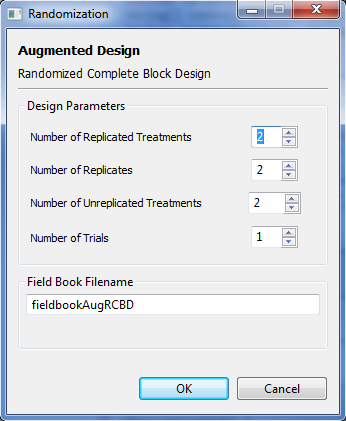 Randomization
Augmented Design
Randomized Complete Block Design
Design Parameters
Number of Replicated Treatments 2
Number of Replicates 2
Number of Unreplicated Treatments 2
Number of Trials 1
Field Book Filename
fieldbookAugRCBD
OK Cancel